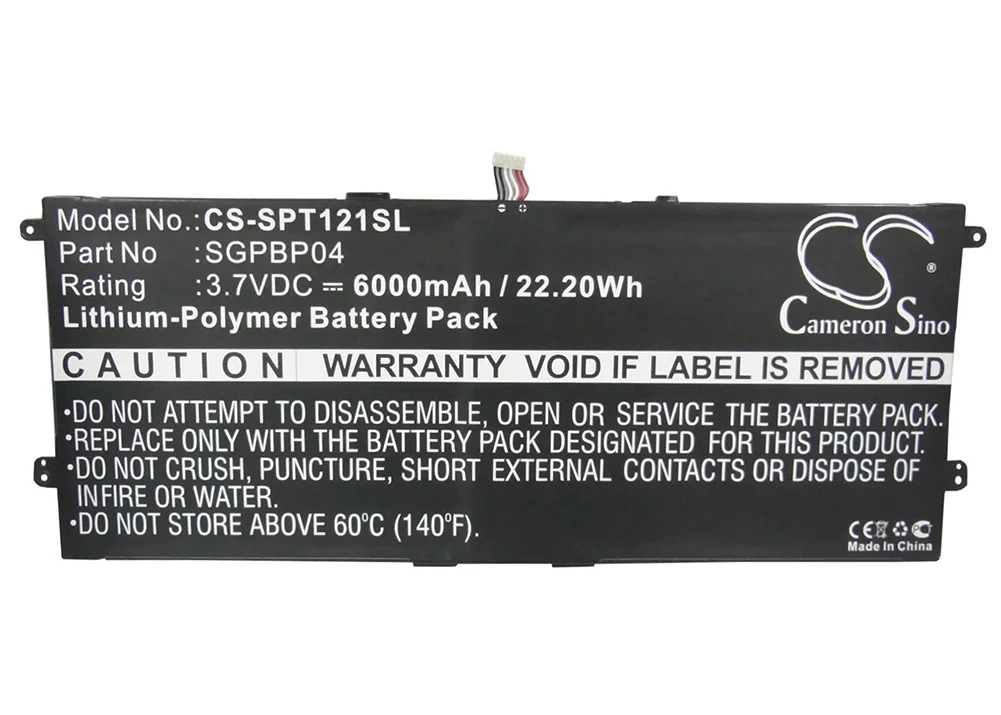 Model No.: CS-SPT121SL
Part No :SGPBP04
Rating :3.7VDC ⎓ 6000mAh / 22.20Wh
Lithium-Polymer Battery Pack
CS
®
Cameron Sino
CAUTION WARRANTY VOID IF LABEL IS REMOVED
•DO NOT ATTEMPT TO DISASSEMBLE, OPEN OR SERVICE THE BATTERY PACK.
•REPLACE ONLY WITH THE BATTERY PACK DESIGNATED FOR THIS PRODUCT.
•DO NOT CRUSH, PUNCTURE, SHORT EXTERNAL CONTACTS OR DISPOSE OF
IN FIRE OR WATER.
•DO NOT STORE ABOVE 60°C (140°F).
CE
Made In China